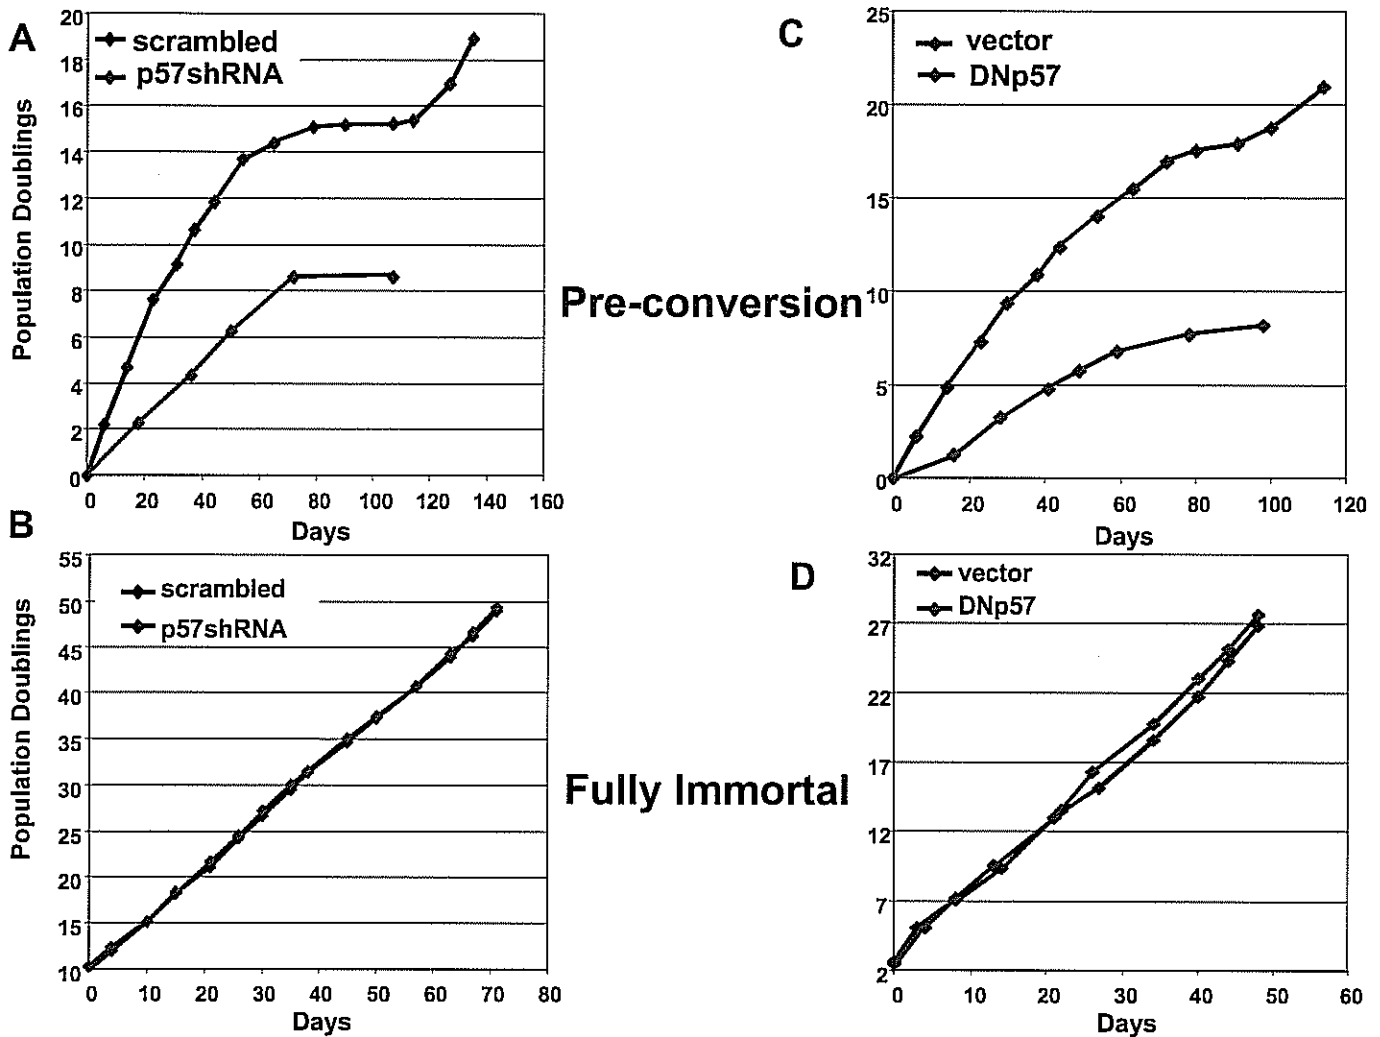 A
scrambled
p57shRNA
Population Doublings
20
18
16
14
12
10
8
6
4
2
0
0 20 40 60 80 100 120 140 160
Days
C
vector
DNp57
25
20
15
10
5
0
0 20 40 60 80 100 120
Days
Pre-conversion
B
scrambled
p57shRNA
Population Doublings
55
50
45
40
35
30
25
20
15
10
0 10 20 30 40 50 60 70 80
Days
D
vector
DNp57
32
27
22
17
12
7
2
0 10 20 30 40 50 60
Days
Fully Immortal